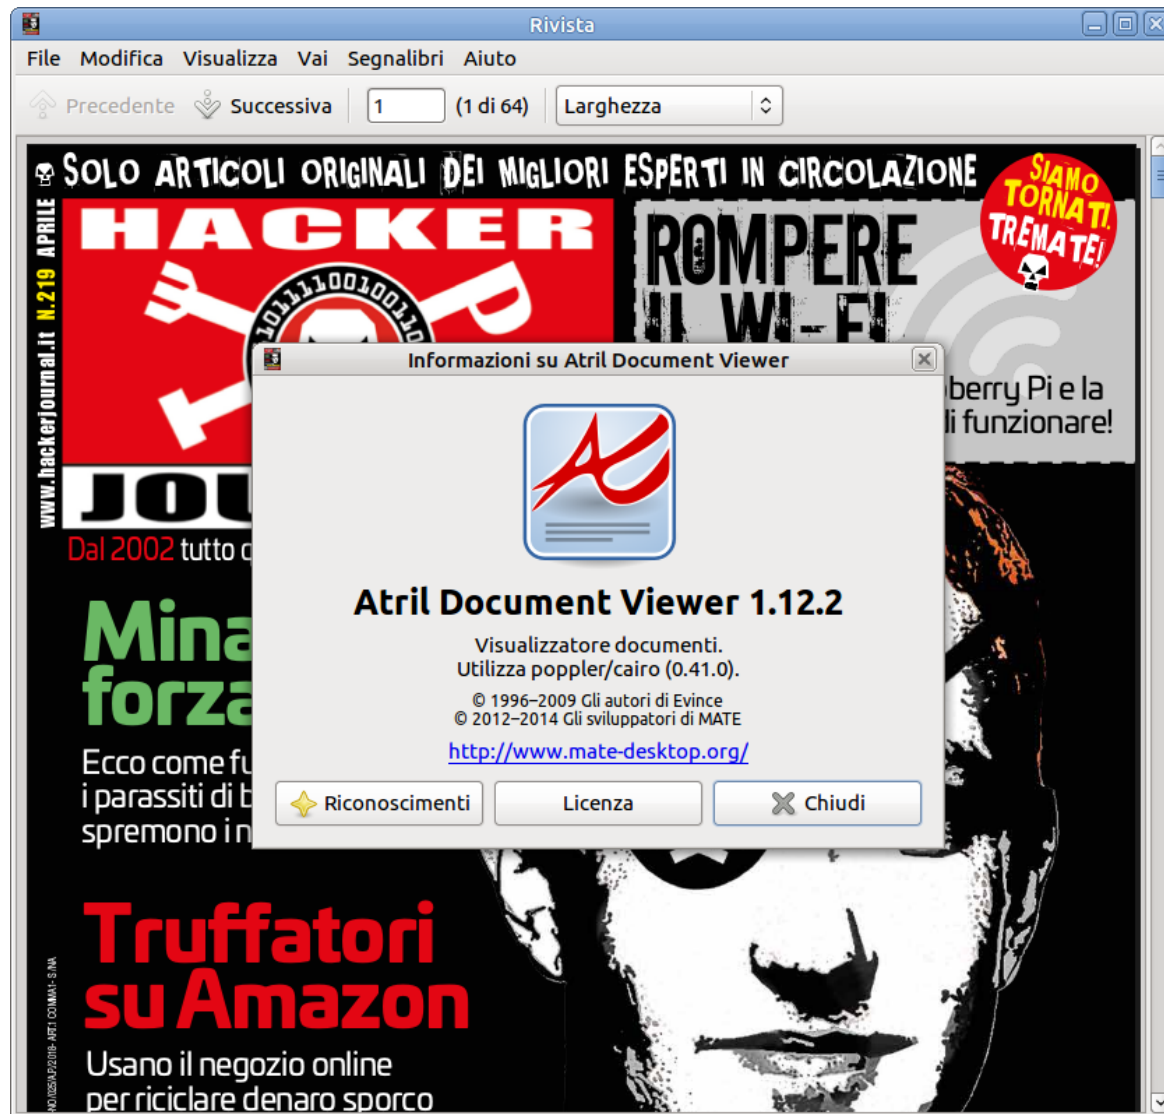 Rivista
File Modifica Visualizza Vai Segnalibri Aiuto
Precedente Successiva 1 (1 di 64) Larghezza
SOLO ARTICOLI ORIGINALI DEI MIGLIORI ESPERTI IN CIRCOLAZIONE
SIAMO
TORNATI.
TREMATE!
www.hackerjournal.it N.219 APRILE
HACKER
ROMPERE
IL WI-FI
berry Pi e la
di funzionare!
JOU
Dal 2002 tutto
Informazioni su Atril Document Viewer
Atril Document Viewer 1.12.2
Visualizzatore documenti.
Utilizza poppler/cairo (0.41.0).
© 1996–2009 Gli autori di Evince
© 2012–2014 Gli sviluppatori di MATE
http://www.mate-desktop.org/
Riconoscimenti Licenza Chiudi
Mina
forza
Ecco come fu
i parassiti di b
spremono i n
Truffatori
su Amazon
Usano il negozio online
per riciclare denaro sporco